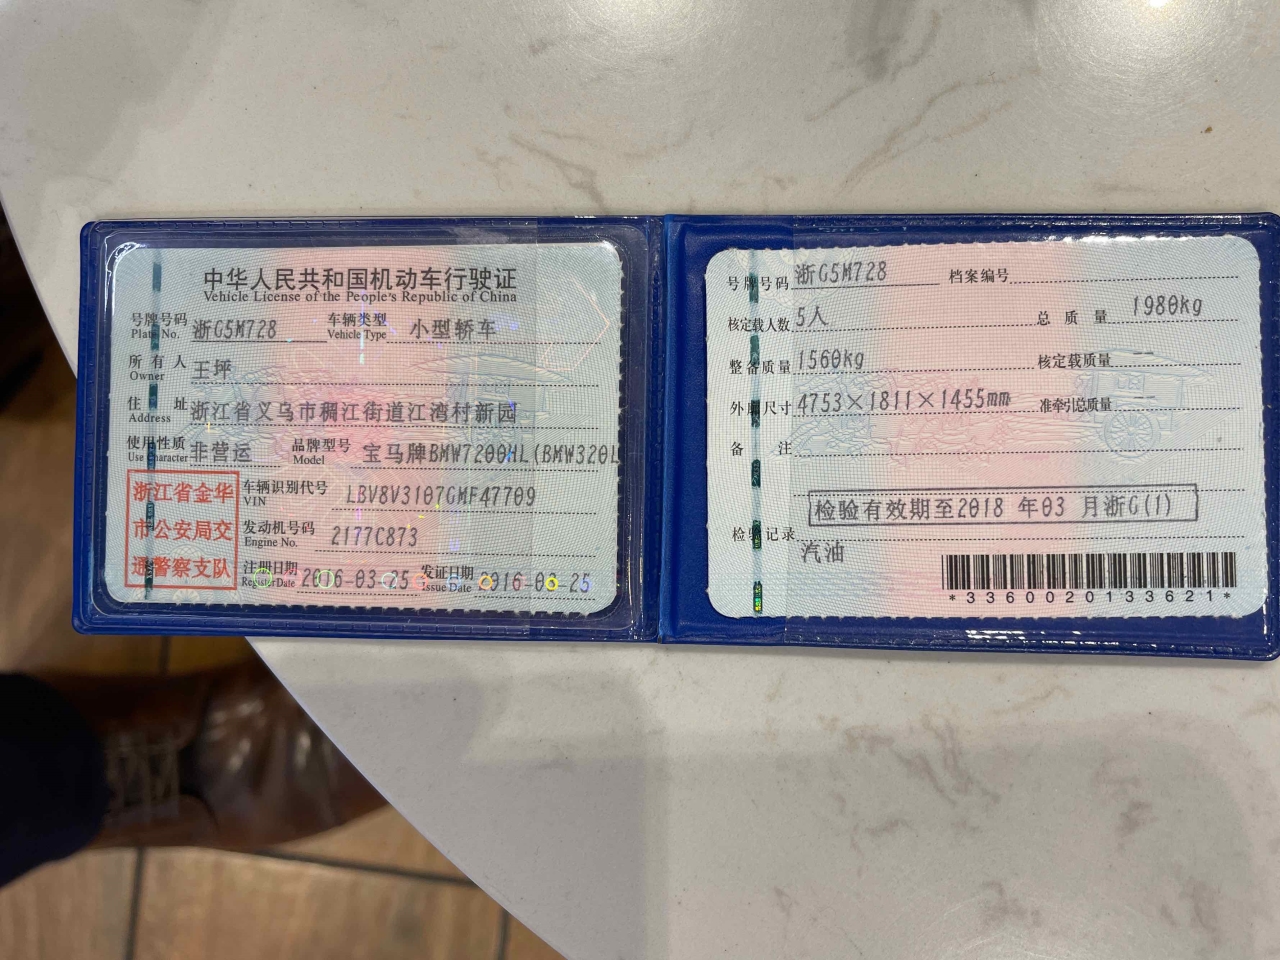 中华人民共和国机动车行驶证
Vehicle License of the People's Republic of China
号牌号码 浙G5M728 车辆类型 小型轿车
Plate No. Vehicle Type
所有人 王坪
Owner
住址 浙江省义乌市稠江街道江湾村新园
Address
使用性质 非营运 品牌型号 宝马牌BMW7200HL(BMW320L
Use Character Model
浙江省金华
市公安局交
通警察支队
车辆识别代号 LBV8V3107GMF47709
VIN
发动机号码 2177C873
Engine No.
注册日期 2016-03-25 发证日期 2016-03-25
Register Date Issue Date
号牌号码 浙G5M728 档案编号
核定载人数 5人 总质量 1980kg
整备质量 1560kg 核定载质量 --
外廓尺寸 4753×1811×1455mm 准牵引总质量 --
备注
检验有效期至2018 年03 月浙G(1)
检验记录
汽油
*3360020133621*